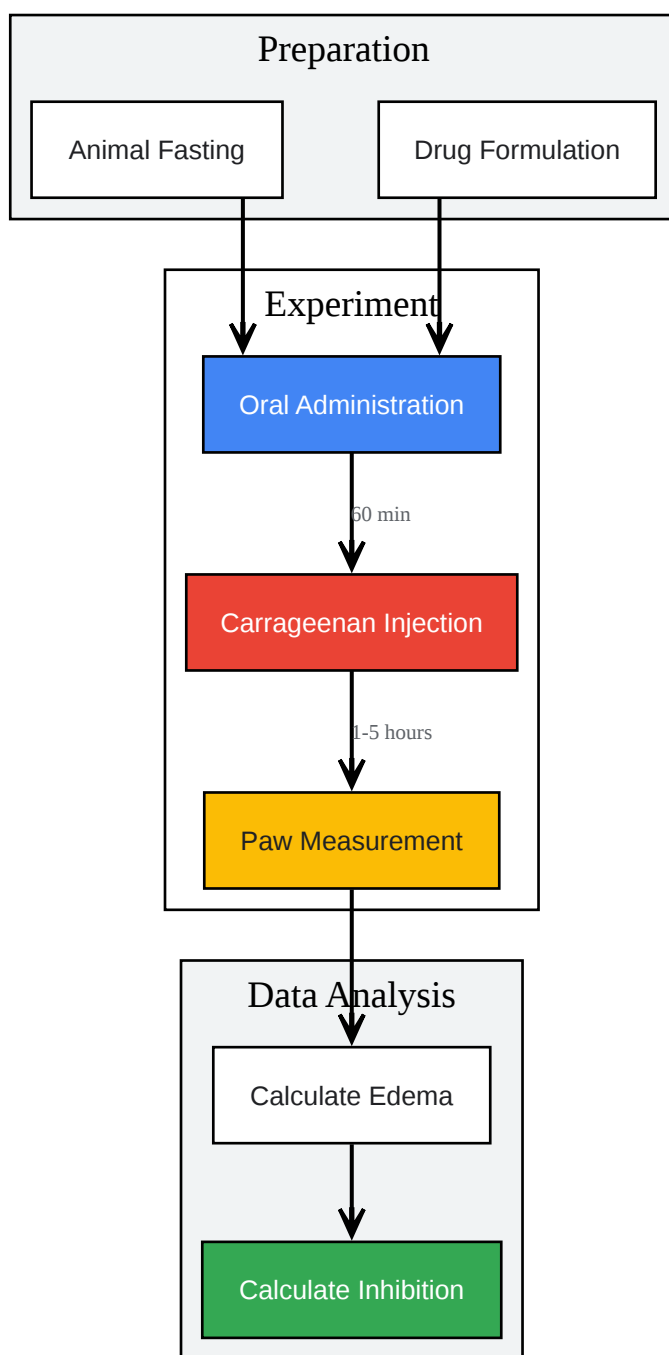 Preparation
Animal Fasting
Drug Formulation
Experiment
Oral Administration
60 min
Carrageenan Injection
1-5 hours
Paw Measurement
Data Analysis
Calculate Edema
Calculate Inhibition